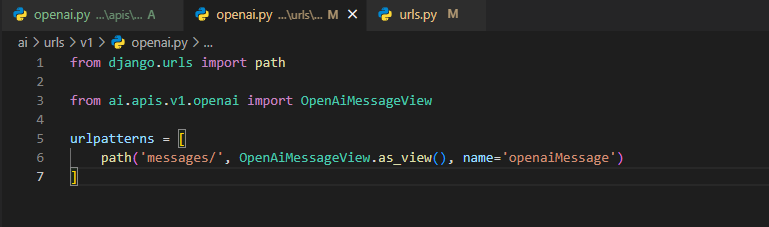 openai.py ...\apis\... A openai.py ...\urls\... M urls.py M
ai > urls > v1 > openai.py > ...
1 from django.urls import path
2
3 from ai.apis.v1.openai import OpenAiMessageView
4
5 urlpatterns = [
6     path('messages/', OpenAiMessageView.as_view(), name='openaiMessage')
7 ]